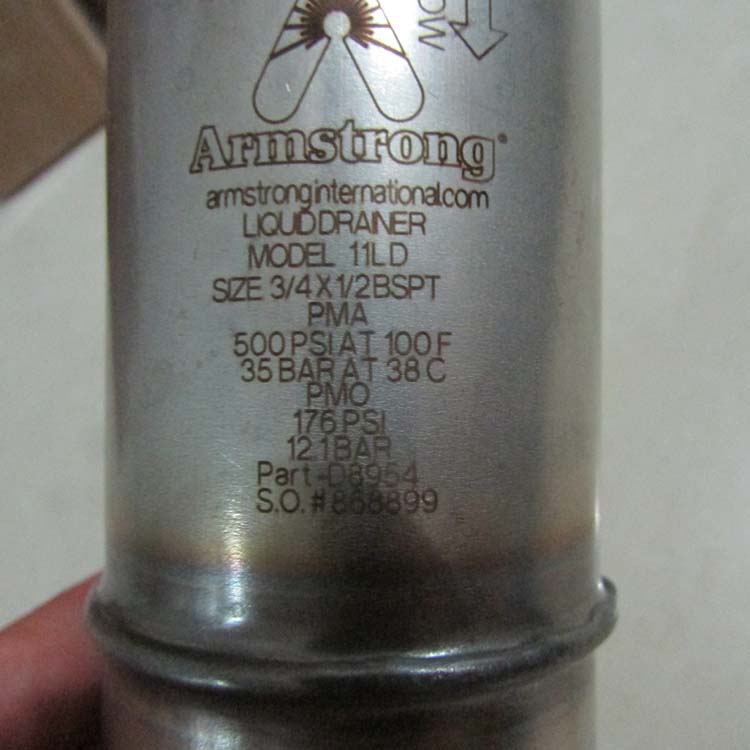 OW
Armstrong®
armstronginternational.com
LIQUID DRAINER
MODEL 11LD
SIZE 3/4 X 1/2 BSPT
PMA
500 PSI AT 100 F
35 BAR AT 38 C
PMO
176 PSI
12.1 BAR
Part-D8954
S.O. # 868899